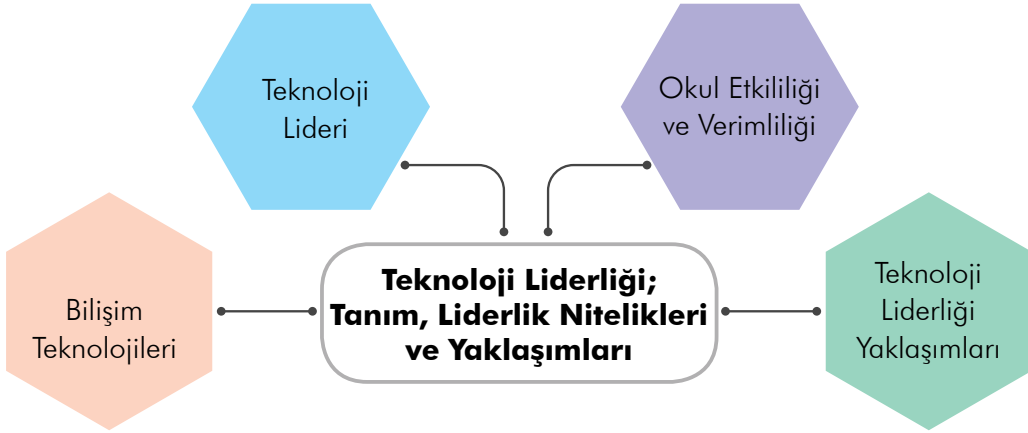 Teknoloji
Lideri
Okul Etkililiği
ve Verimliliği
Bilişim
Teknolojileri
Teknoloji Liderliği;
Tanım, Liderlik Nitelikleri
ve Yaklaşımları
Teknoloji
Liderliği
Yaklaşımları